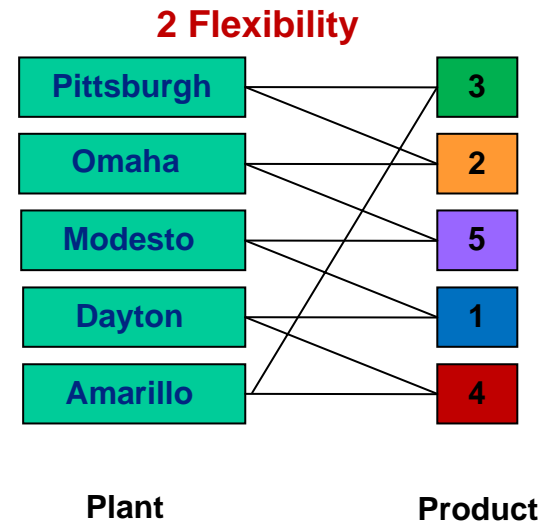 2 Flexibility
Pittsburgh 3
Omaha 2
Modesto 5
Dayton 1
Amarillo 4
Plant Product